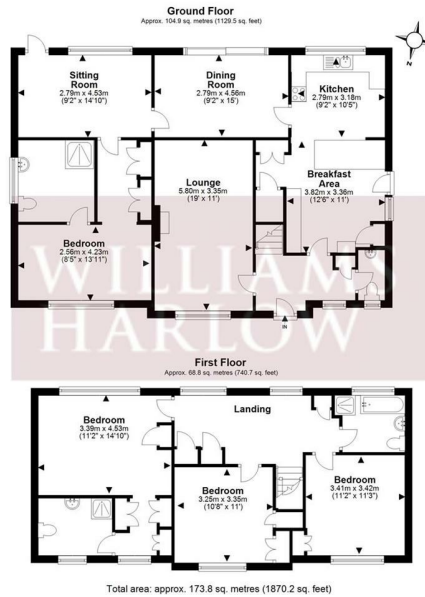 Ground Floor
Approx. 104.9 sq. metres (1129.5 sq. feet)
N
Sitting
Room
2.79m x 4.53m
(9'2" x 14'10")
Dining
Room
2.79m x 4.56m
(9'2" x 15')
Kitchen
2.79m x 3.18m
(9'2" x 10'5")
Lounge
5.80m x 3.35m
(19' x 11')
Breakfast
Area
3.82m x 3.36m
(12'6" x 11')
Bedroom
2.56m x 4.23m
(8'5" x 13'11")
IN
WILLIAMS
HARLOW
First Floor
Approx. 68.8 sq. metres (740.7 sq. feet)
Bedroom
3.39m x 4.53m
(11'2" x 14'10")
Landing
Bedroom
3.25m x 3.35m
(10'8" x 11')
Bedroom
3.41m x 3.42m
(11'2" x 11'3")
Total area: approx. 173.8 sq. metres (1870.2 sq. feet)